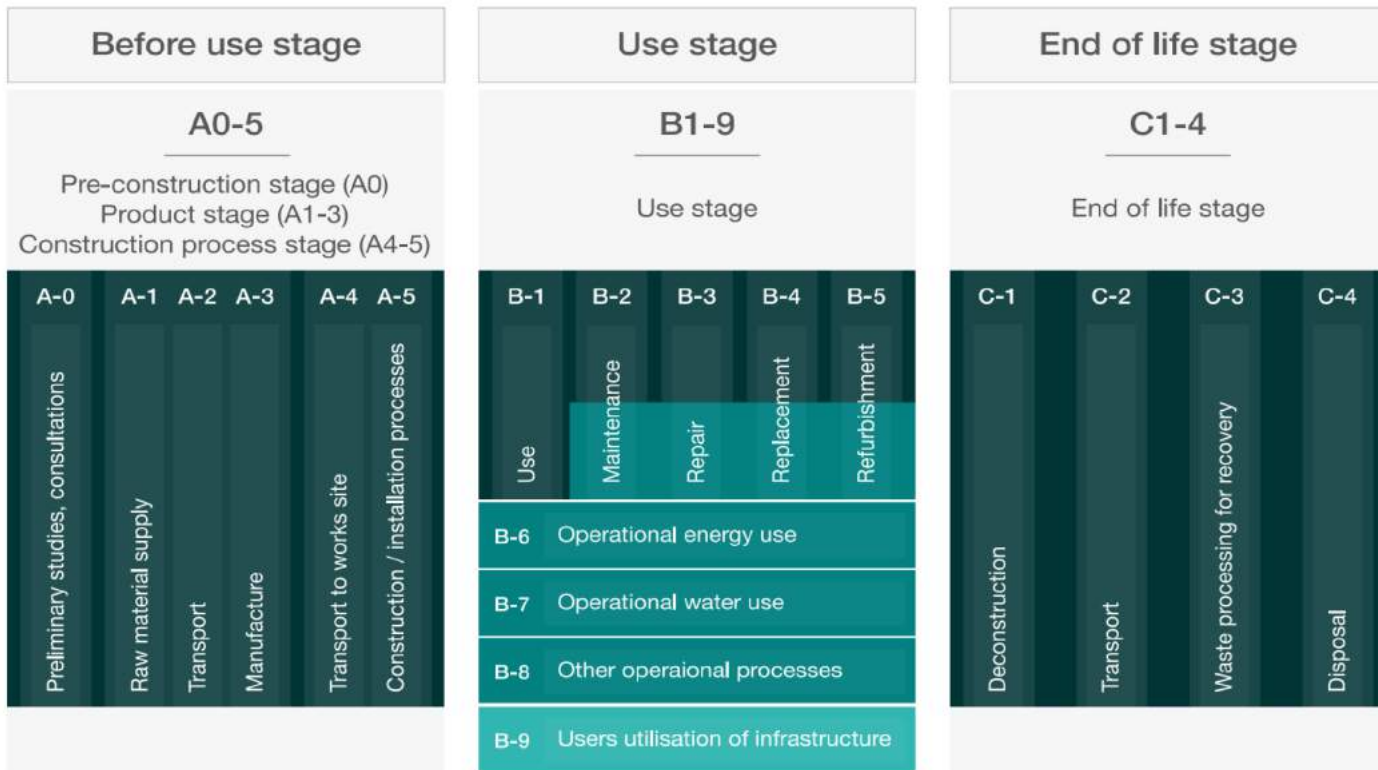 Before use stage
A0-5
Pre-construction stage (A0)
Product stage (A1-3)
Construction process stage (A4-5)
A-0
Preliminary studies, consultations
A-1
Raw material supply
A-2
Transport
A-3
Manufacture
A-4
Transport to works site
A-5
Construction / installation processes
Use stage
B1-9
Use stage
B-1
Use
B-2
Maintenance
B-3
Repair
B-4
Replacement
B-5
Refurbishment
B-6 Operational energy use
B-7 Operational water use
B-8 Other operaional processes
B-9 Users utilisation of infrastructure
End of life stage
C1-4
End of life stage
C-1
Deconstruction
C-2
Transport
C-3
Waste processing for recovery
C-4
Disposal